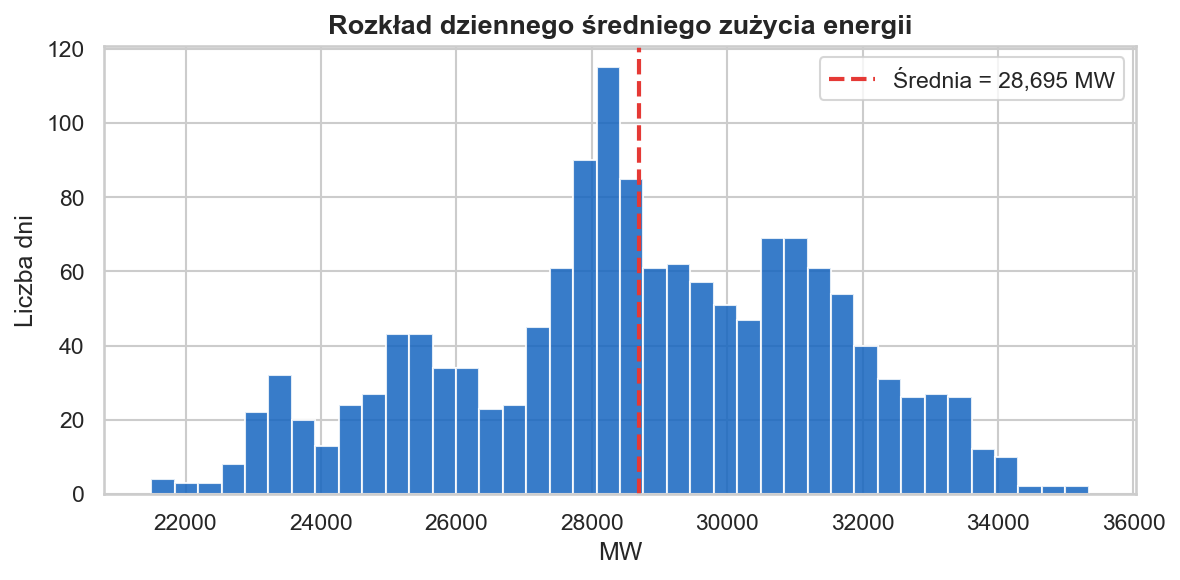 Rozkład dziennego średniego zużycia energii
Średnia = 28,695 MW
Liczba dni
120
100
80
60
40
20
0
22000 24000 26000 28000 30000 32000 34000 36000
MW